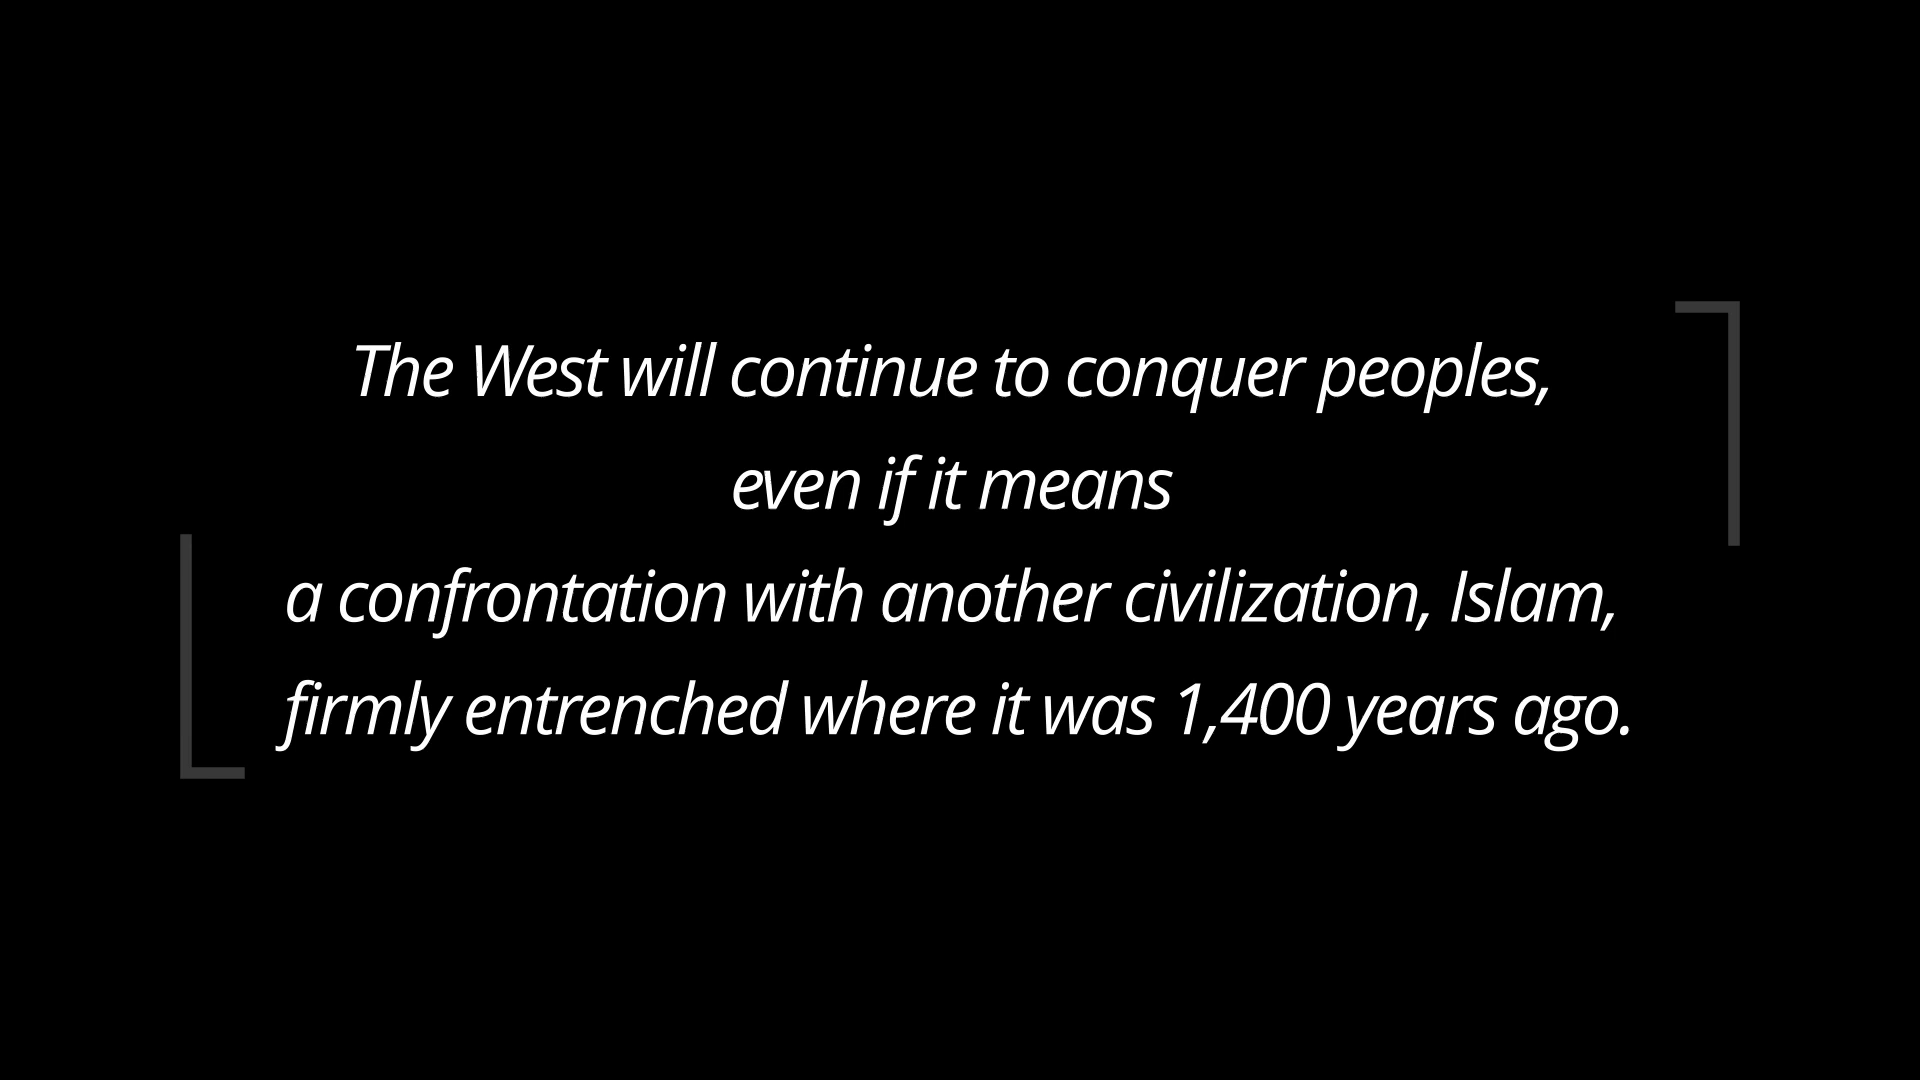 The West will continue to conquer peoples,
even if it means
a confrontation with another civilization, Islam,
firmly entrenched where it was 1,400 years ago.